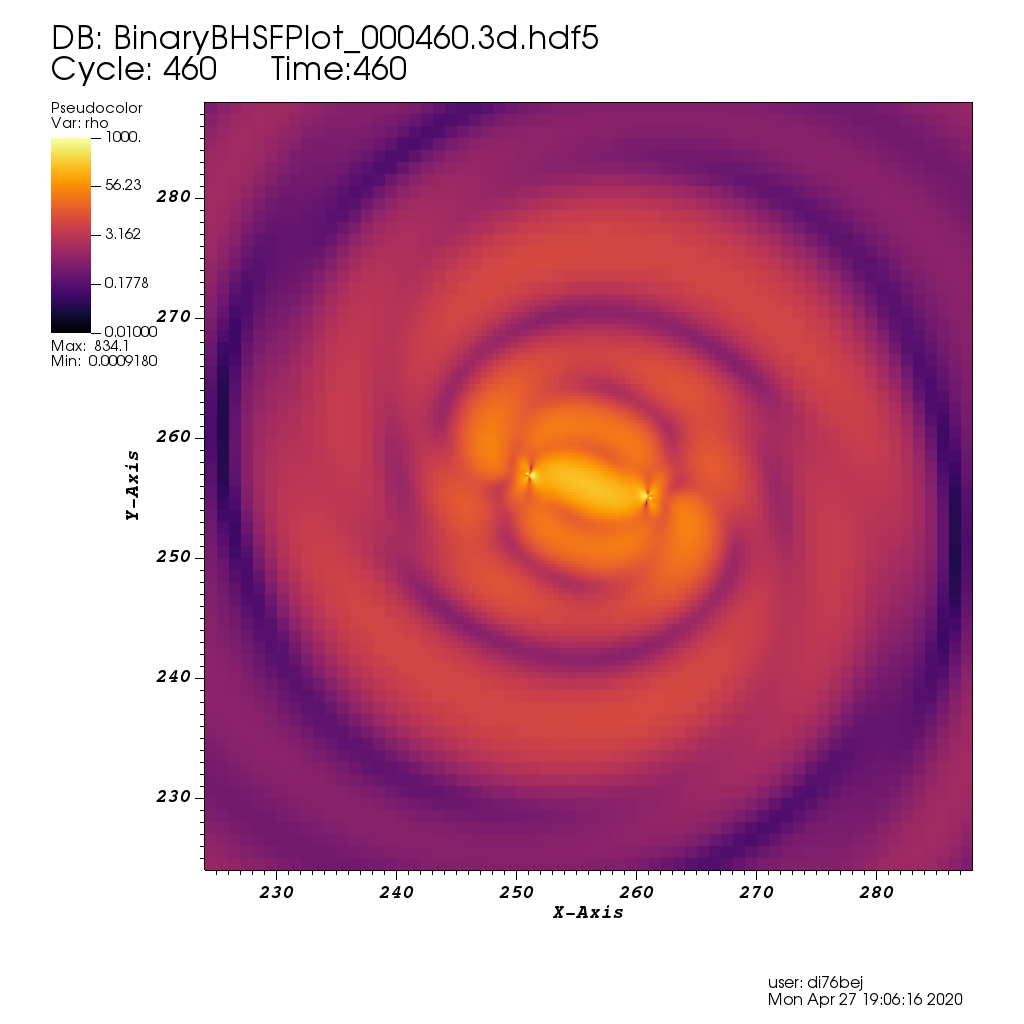 DB: BinaryBHSFPlot_000460.3d.hdf5
Cycle: 460 Time:460
Pseudocolor
Var: rho
1000.
56.23
3.162
0.1778
0.01000
Max: 834.1
Min: 0.0009180
280
270
260
250
240
230
Y-Axis
230 240 250 260 270 280
X-Axis
user: di76bej
Mon Apr 27 19:06:16 2020